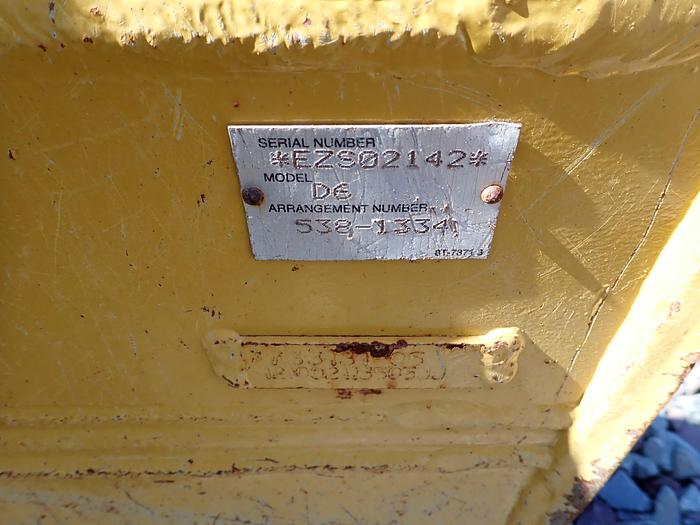 SERIAL NUMBER
*EZS02142*
MODEL
D6
ARRANGEMENT NUMBER
538-1334
8T-7371 3